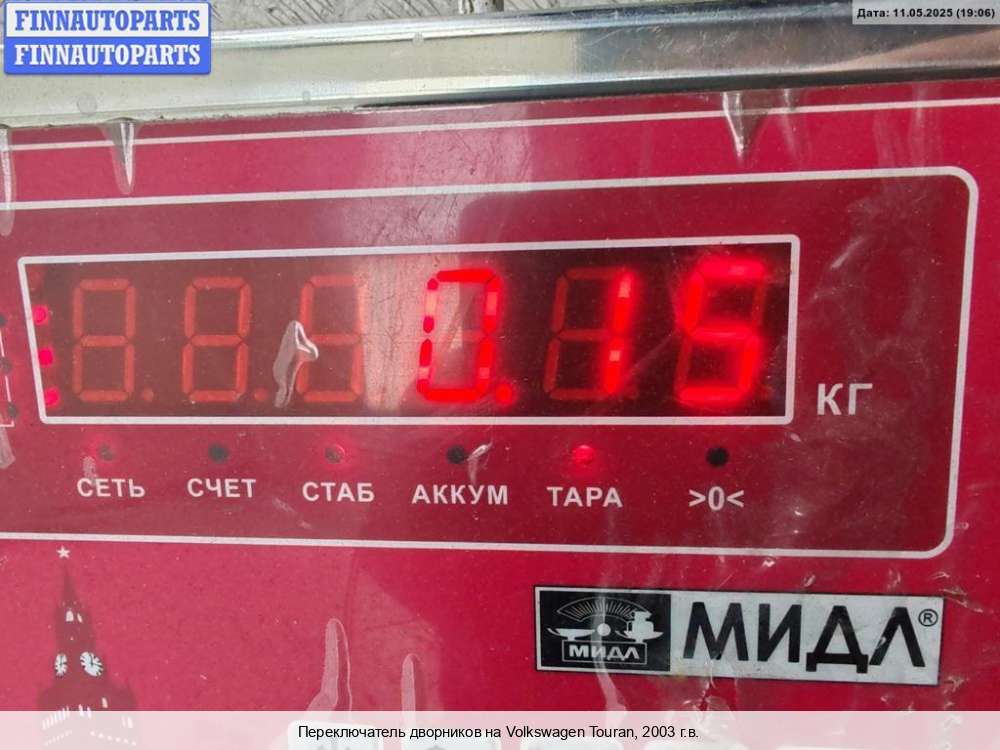 FINNAUTOPARTS
FINNAUTOPARTS
Дата: 11.05.2025 (19:06)
0.15
КГ
СЕТЬ СЧЕТ СТАБ АККУМ ТАРА >0<
МИДЛ МИДЛ®
Переключатель дворников на Volkswagen Touran, 2003 г.в.